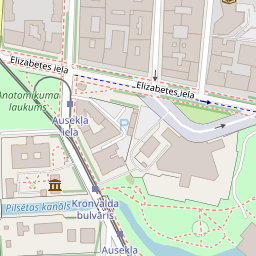 Elizabetes iela
Elizabetes iela
Anatomikuma
laukums
Ausekļa
iela
P
Pilsētas kanāls
Kronvalda
bulvāris
Ausekļa